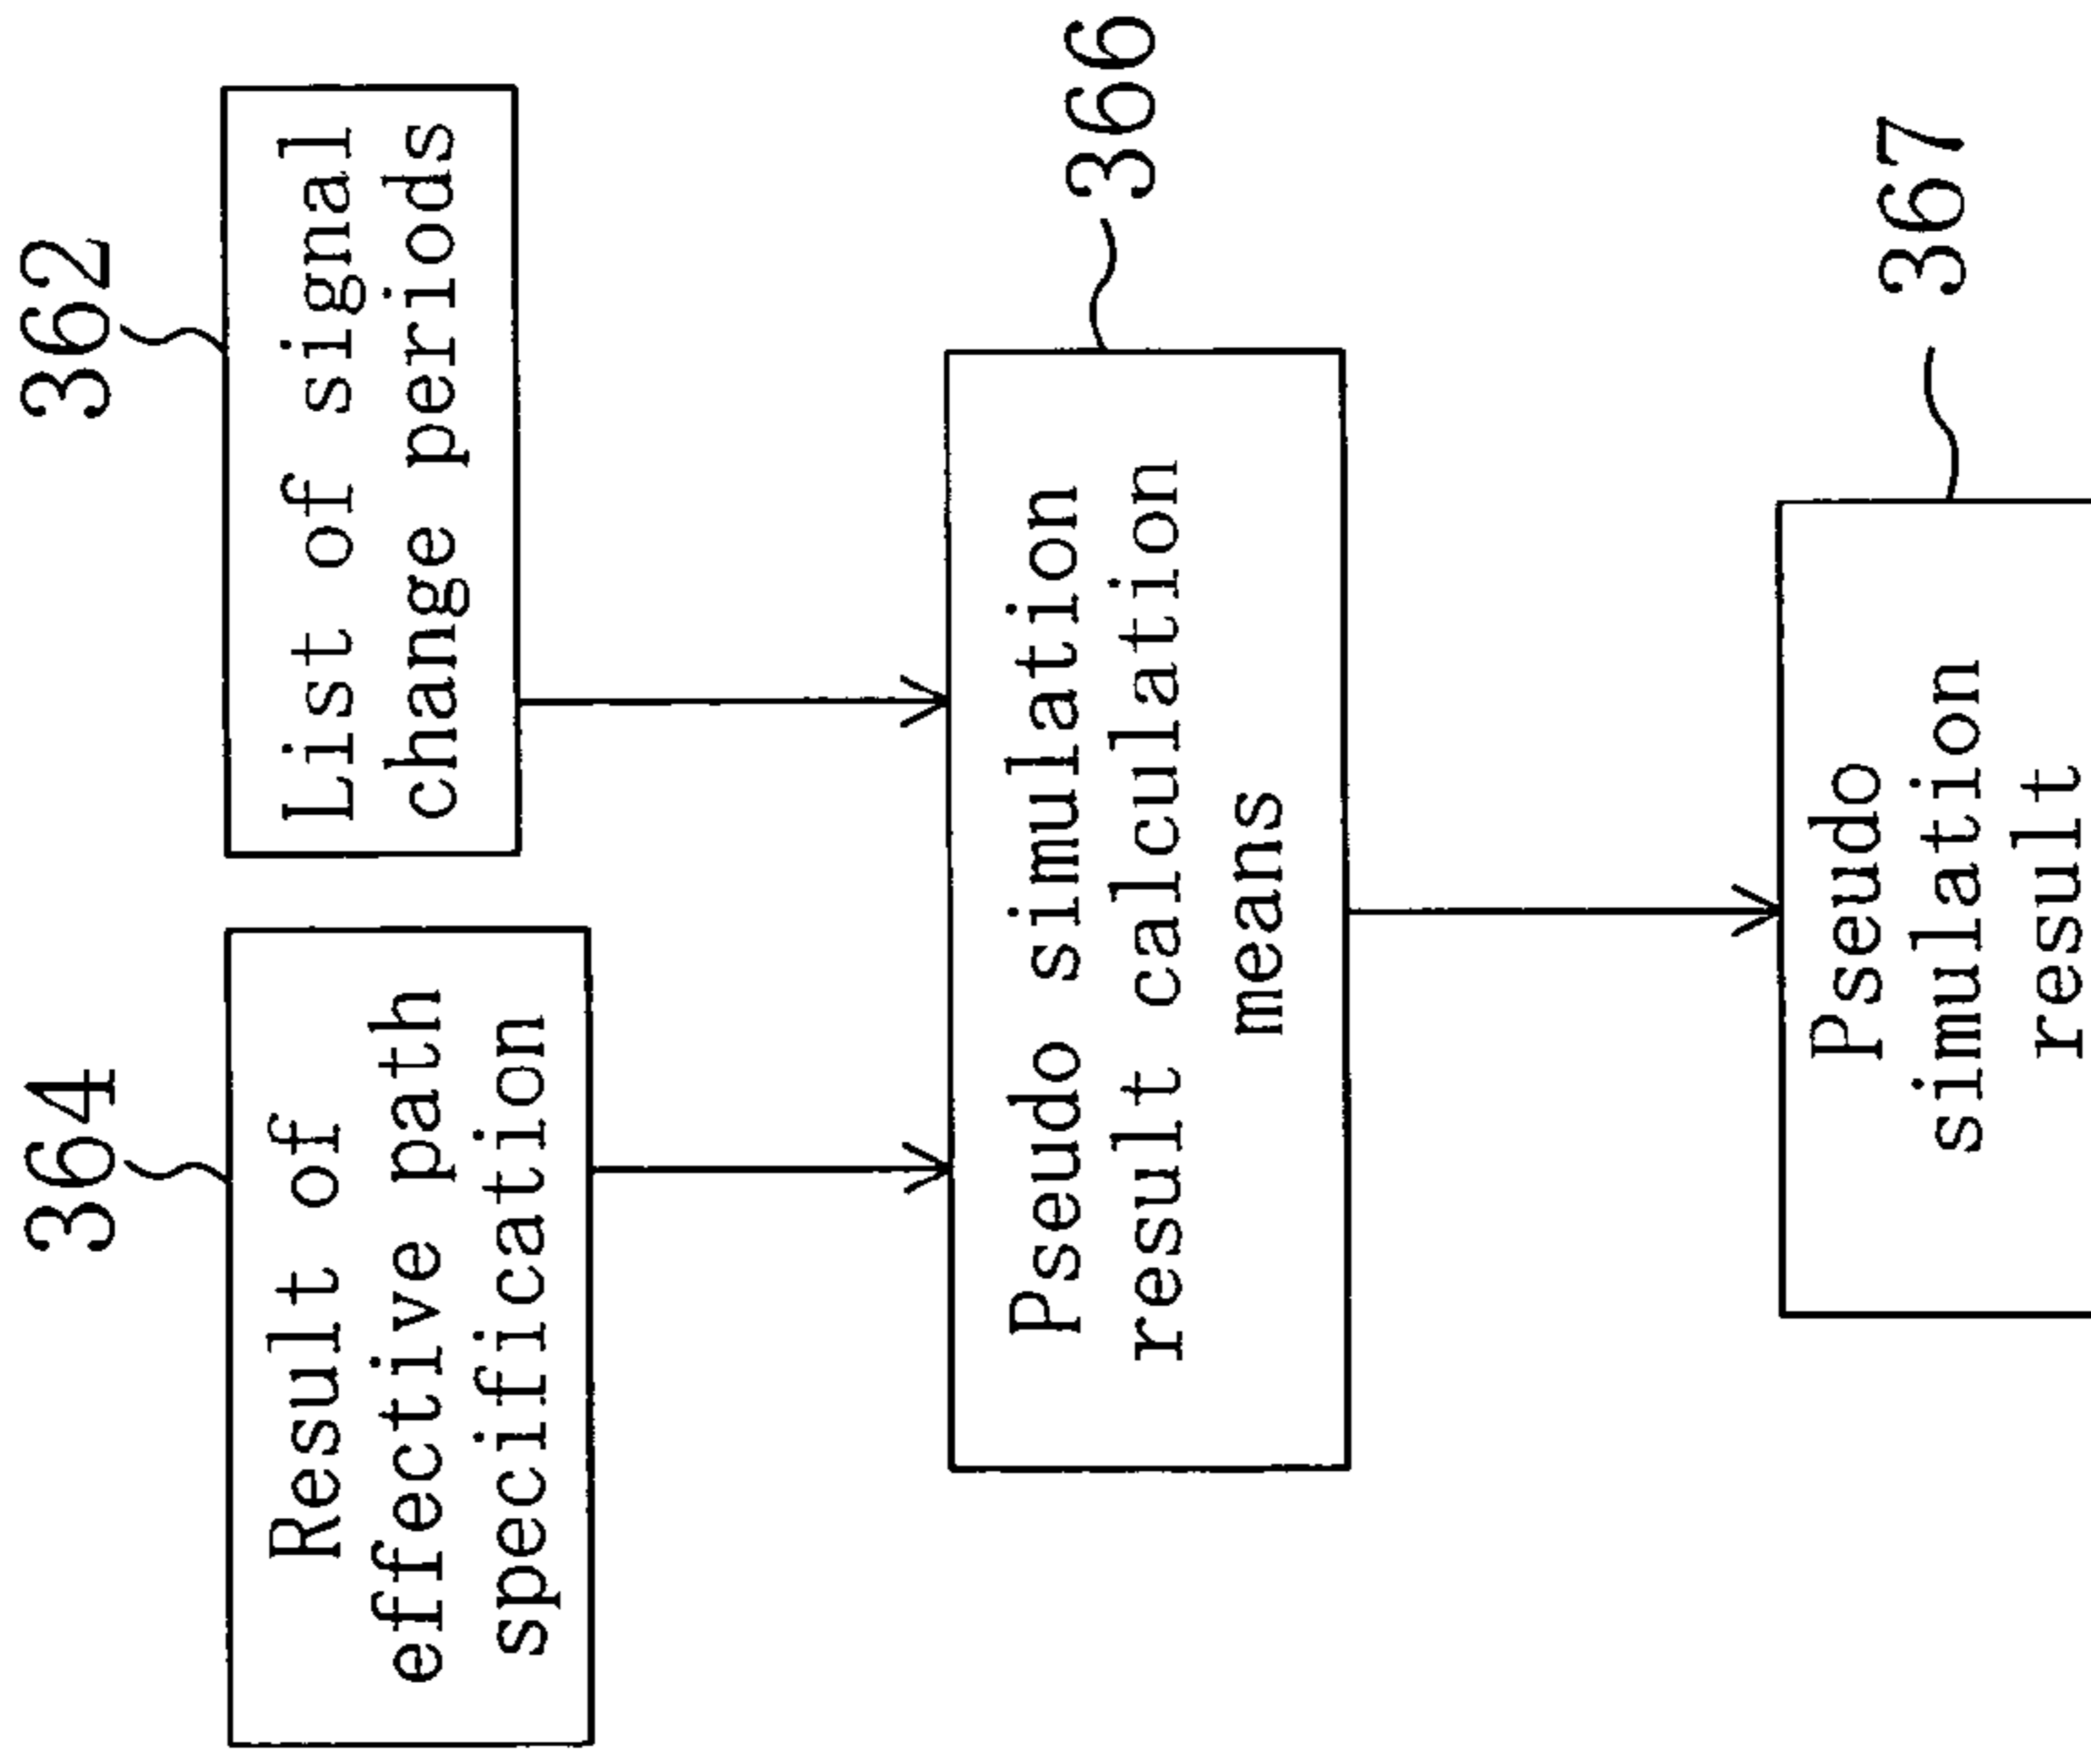 364
Result of
effective path
specification
362
List of signal
change periods
366
Pseudo simulation
result calculation
means
367
Pseudo
simulation
result